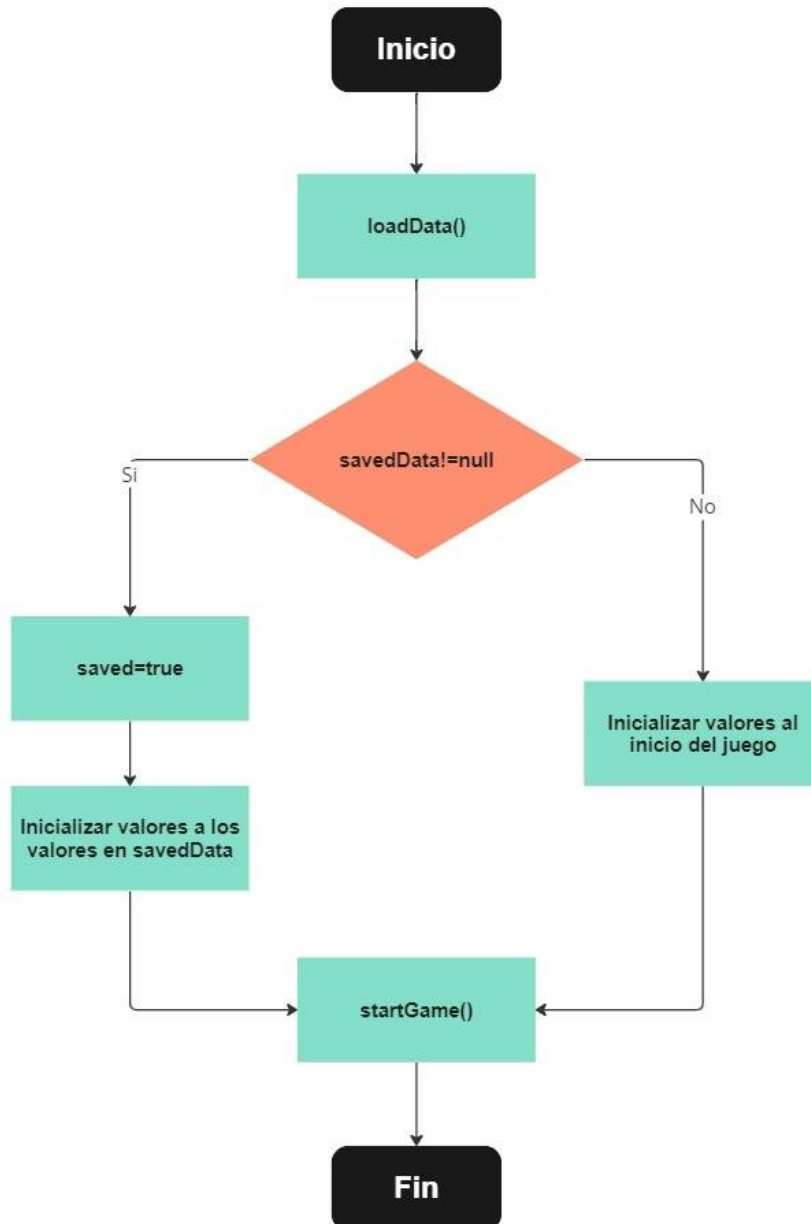 Inicio
loadData()
savedData!=null
Si
No
saved=true
Inicializar valores al
inicio del juego
Inicializar valores a los
valores en savedData
startGame()
Fin